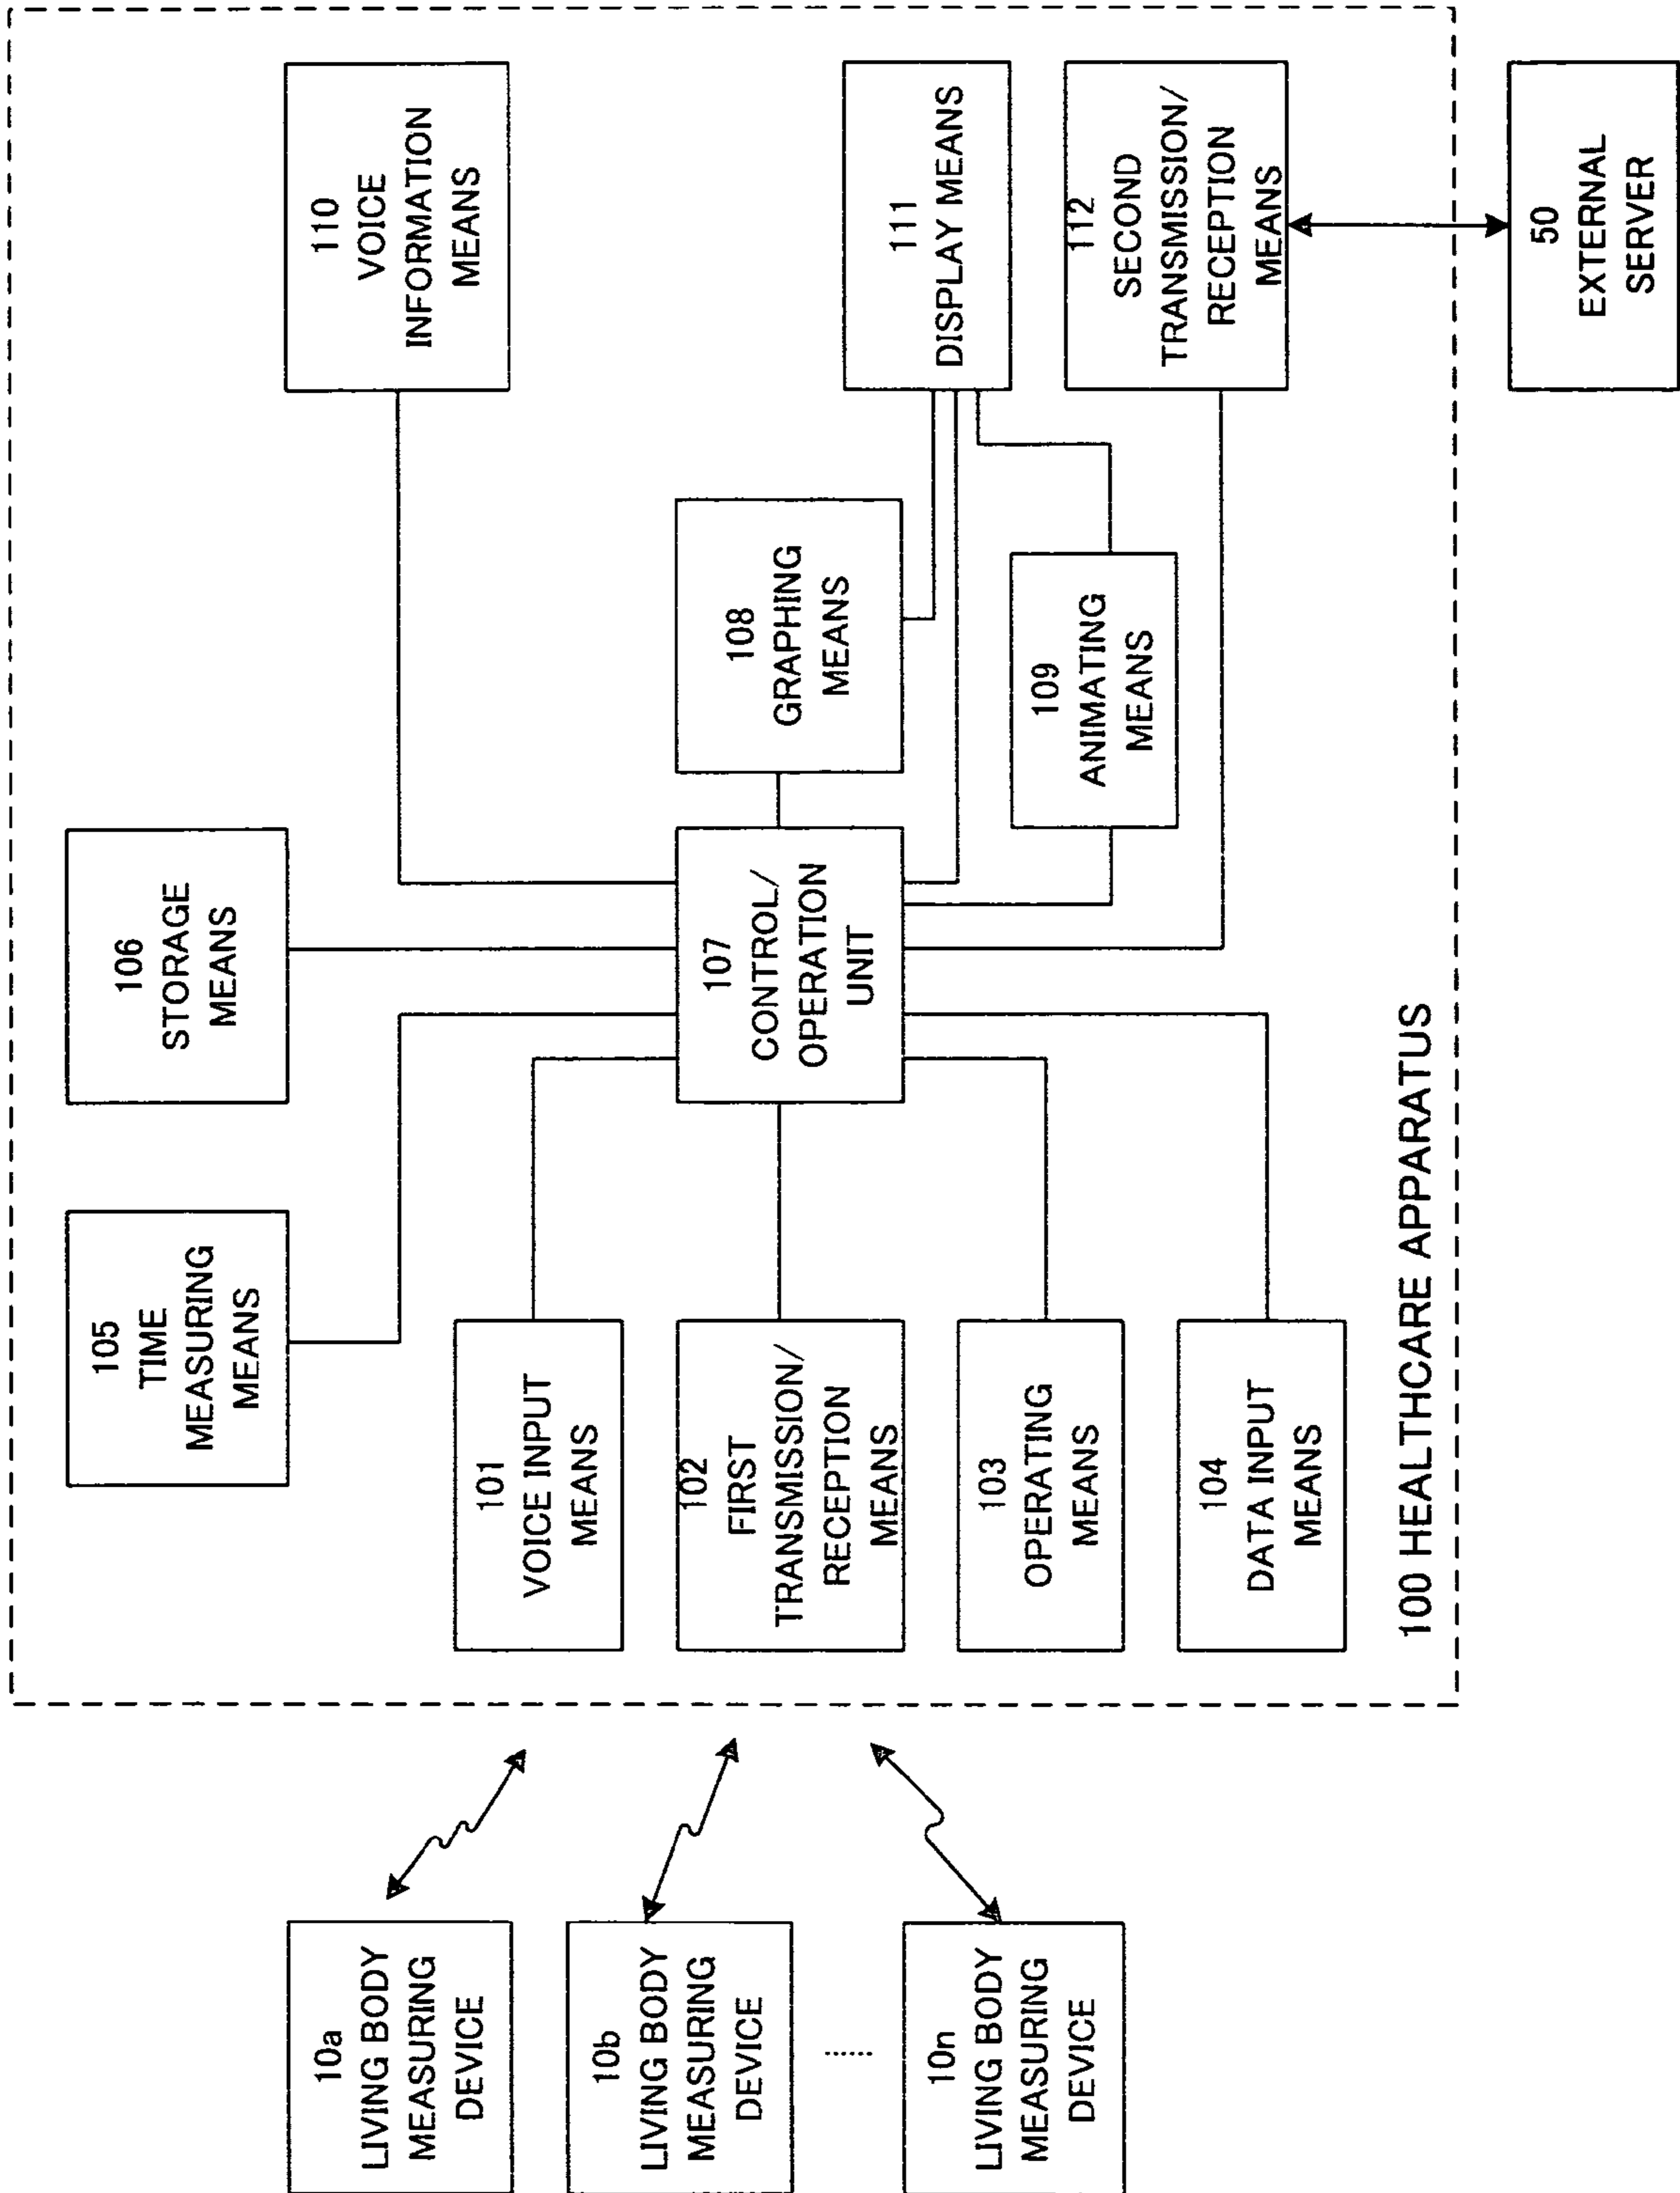 10a
LIVING BODY
MEASURING
DEVICE
10b
LIVING BODY
MEASURING
DEVICE
......
10n
LIVING BODY
MEASURING
DEVICE
105
TIME
MEASURING
MEANS
106
STORAGE
MEANS
110
VOICE
INFORMATION
MEANS
101
VOICE INPUT
MEANS
102
FIRST
TRANSMISSION/
RECEPTION
MEANS
103
OPERATING
MEANS
104
DATA INPUT
MEANS
107
CONTROL/
OPERATION
UNIT
108
GRAPHING
MEANS
109
ANIMATING
MEANS
111
DISPLAY MEANS
112
SECOND
TRANSMISSION/
RECEPTION
MEANS
100 HEALTHCARE APPARATUS
50
EXTERNAL
SERVER